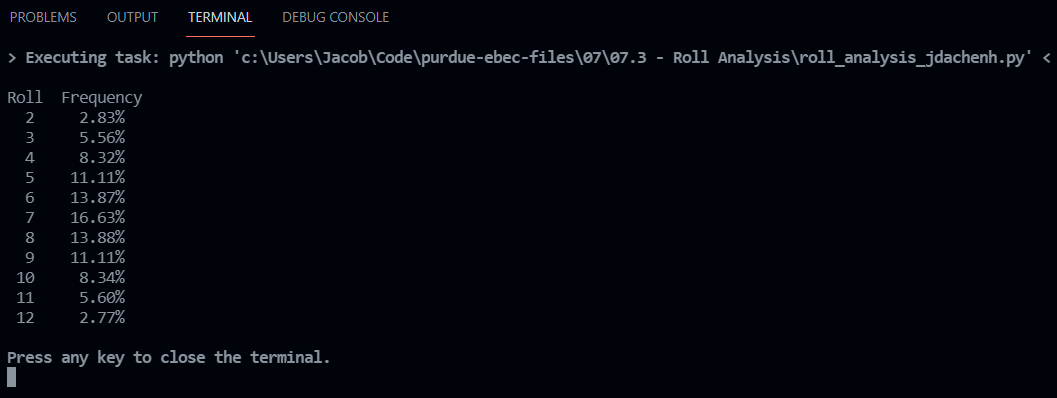 PROBLEMS OUTPUT TERMINAL DEBUG CONSOLE
> Executing task: python 'c:\Users\Jacob\Code\purdue-ebec-files\07\07.3 - Roll Analysis\roll_analysis_jdachenh.py' <
Roll Frequency
2 2.83%
3 5.56%
4 8.32%
5 11.11%
6 13.87%
7 16.63%
8 13.88%
9 11.11%
10 8.34%
11 5.60%
12 2.77%
Press any key to close the terminal.